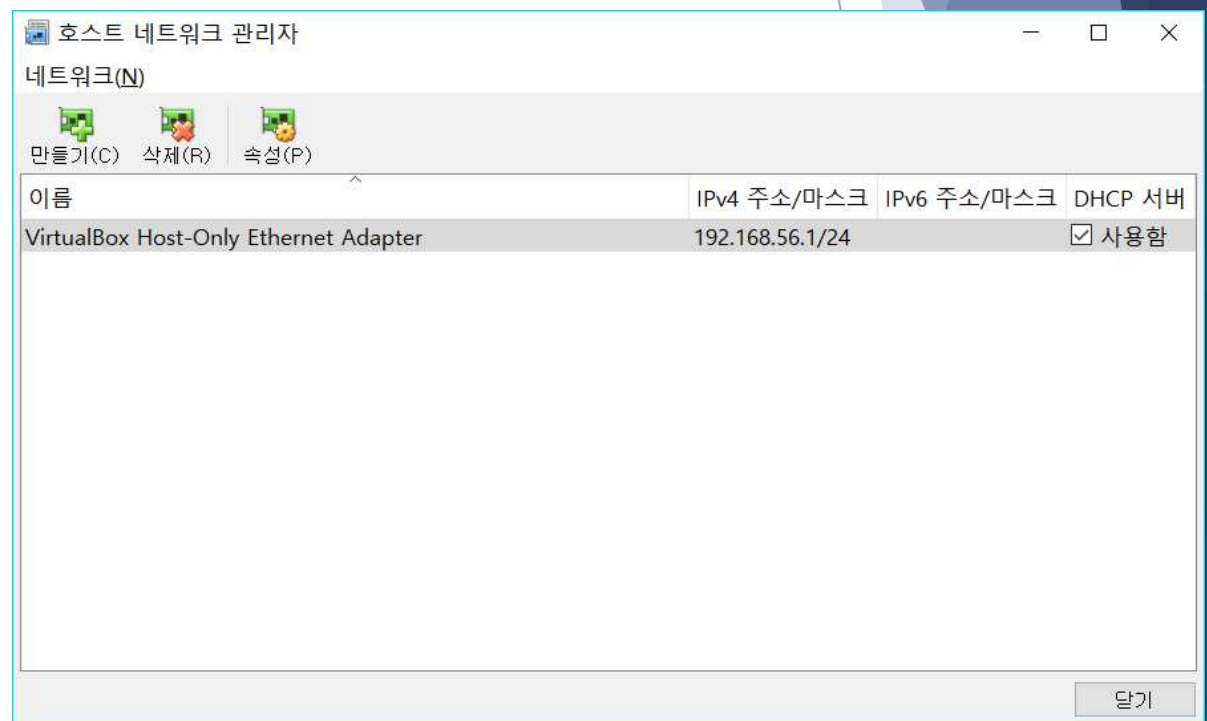 호스트 네트워크 관리자
네트워크(N)
만들기(C) 삭제(R) 속성(P)
이름 IPv4 주소/마스크 IPv6 주소/마스크 DHCP 서버
VirtualBox Host-Only Ethernet Adapter 192.168.56.1/24 사용함
닫기